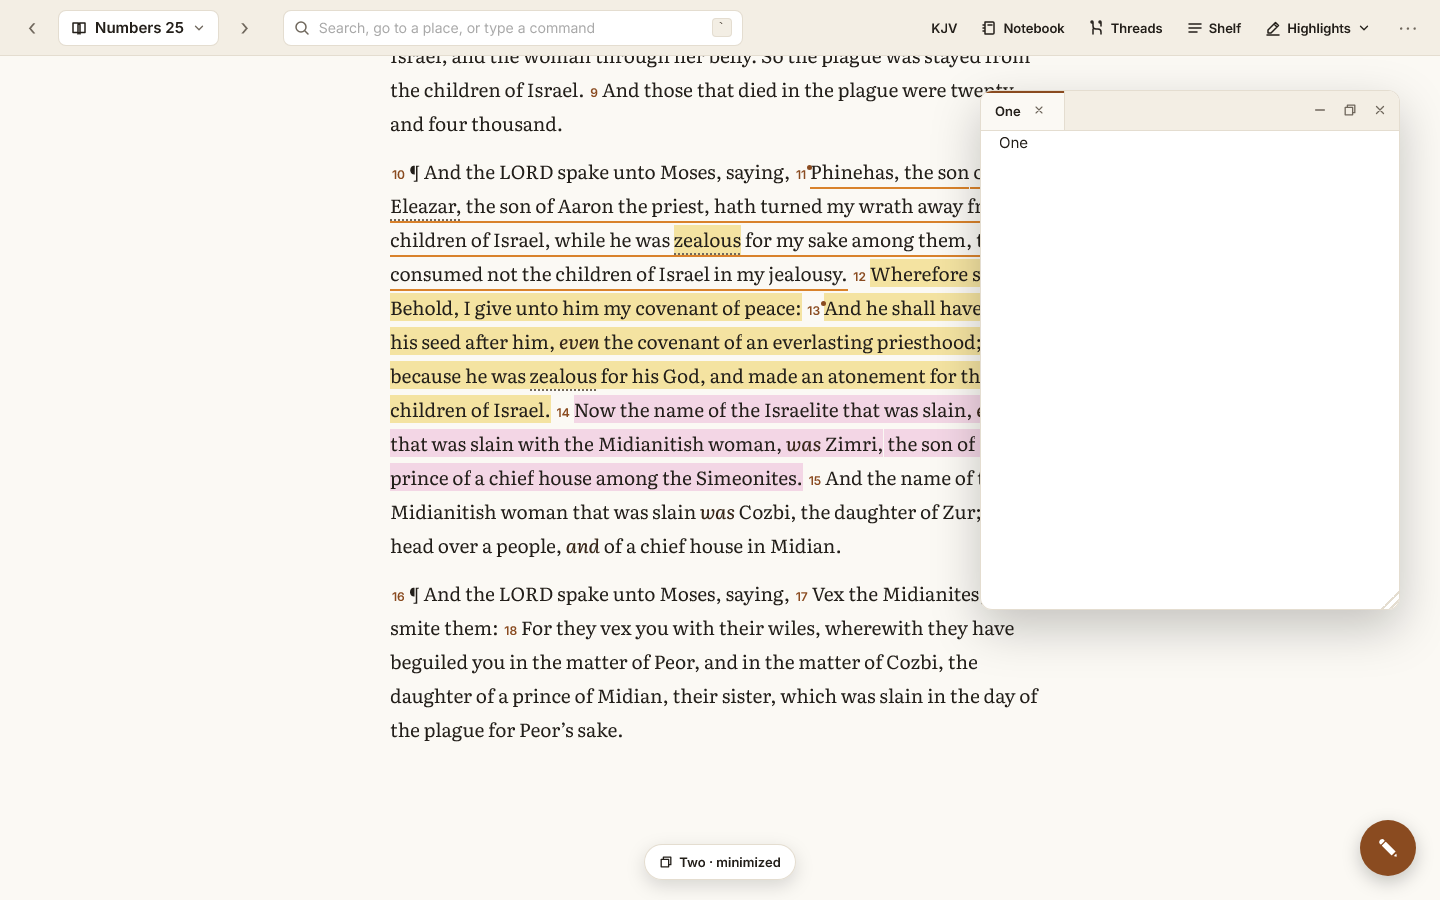 Numbers 25
Search, go to a place, or type a command
`
KJV
Notebook
Threads
Shelf
Highlights
Israel, and the woman through her belly. So the plague was stayed from
the children of Israel. 9 And those that died in the plague were twenty
and four thousand.
10 ¶ And the LORD spake unto Moses, saying, 11 Phinehas, the son
Eleazar, the son of Aaron the priest, hath turned my wrath away
children of Israel, while he was zealous for my sake among them,
consumed not the children of Israel in my jealousy. 12 Wherefore
Behold, I give unto him my covenant of peace: 13 And he shall have
his seed after him, even the covenant of an everlasting priesthood;
because he was zealous for his God, and made an atonement for
children of Israel. 14 Now the name of the Israelite that was slain,
that was slain with the Midianitish woman, was Zimri, the son of
prince of a chief house among the Simeonites. 15 And the name of
Midianitish woman that was slain was Cozbi, the daughter of Zur;
head over a people, and of a chief house in Midian.
16 ¶ And the LORD spake unto Moses, saying, 17 Vex the Midianites
smite them: 18 For they vex you with their wiles, wherewith they have
beguiled you in the matter of Peor, and in the matter of Cozbi, the
daughter of a prince of Midian, their sister, which was slain in the day of
the plague for Peor’s sake.
One
One
Two · minimized